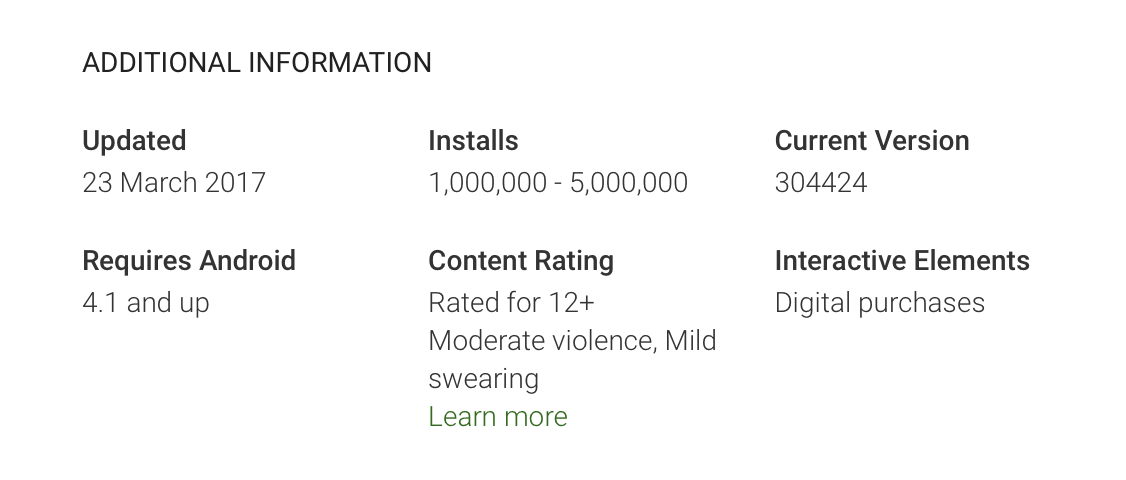 ADDITIONAL INFORMATION
Updated
23 March 2017
Installs
1,000,000 - 5,000,000
Current Version
304424
Requires Android
4.1 and up
Content Rating
Rated for 12+
Moderate violence, Mild
swearing
Learn more
Interactive Elements
Digital purchases